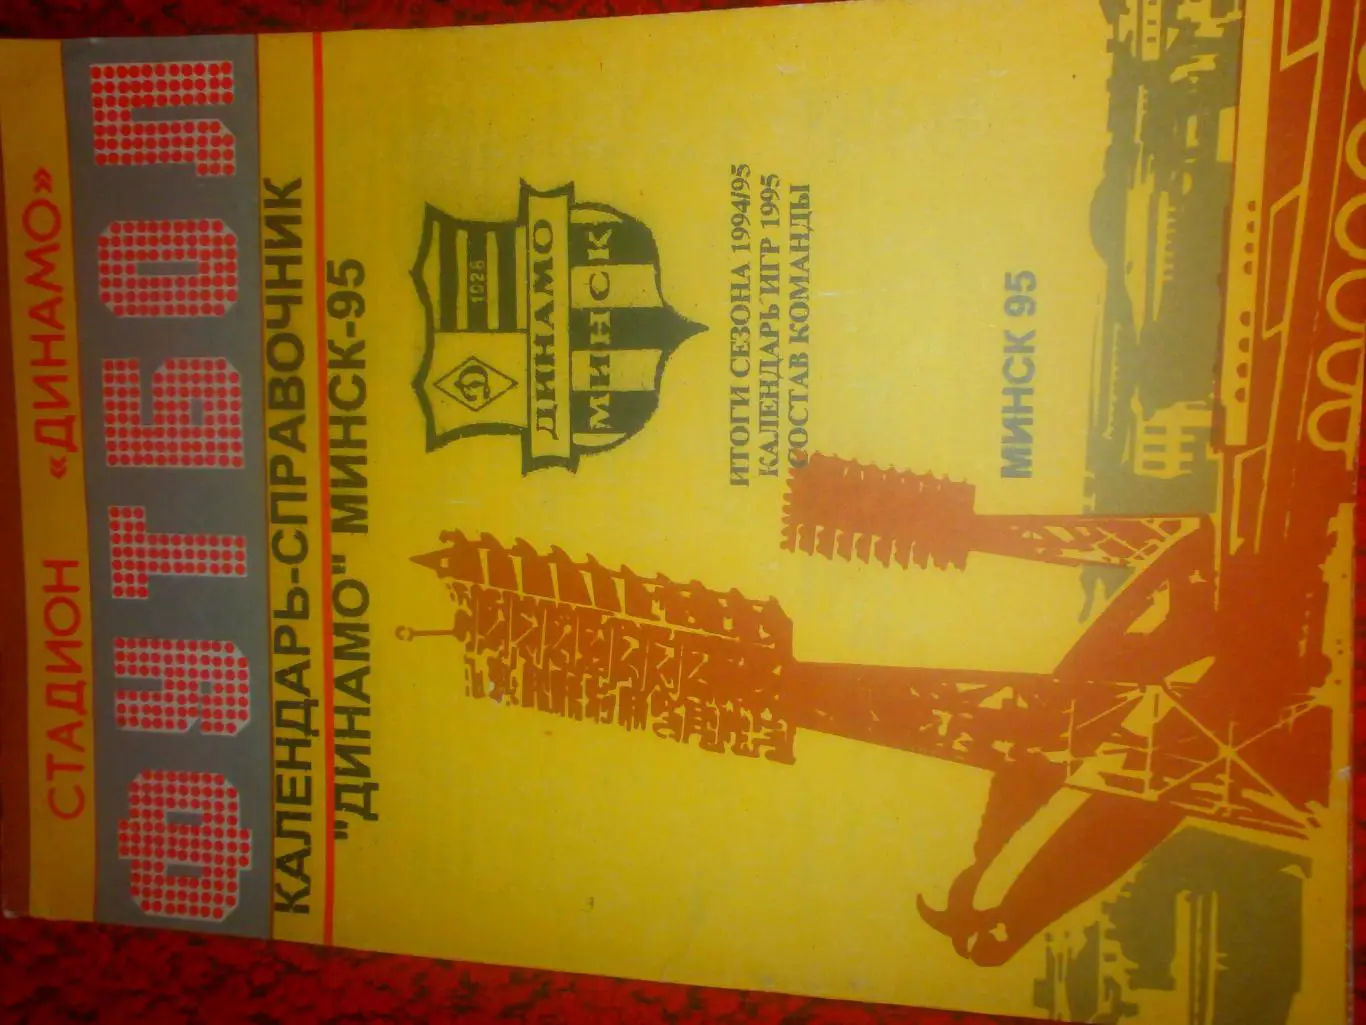 СТАДИОН «ДИНАМО»
ФУТБОЛ
КАЛЕНДАРЬ-СПРАВОЧНИК
"ДИНАМО" МИНСК-95
1928
Д
ДИНАМО
МИНСК
ИТОГИ СЕЗОНА 1994/95
КАЛЕНДАРЬ ИГР 1995
СОСТАВ КОМАНДЫ
МИНСК 95